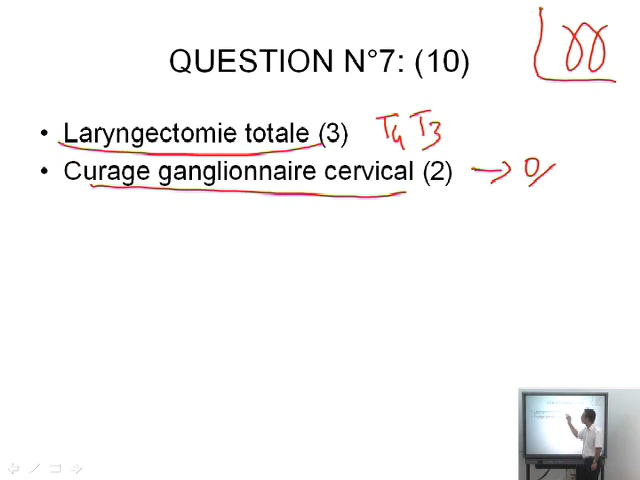 QUESTION N°7: (10)
• Laryngectomie totale (3) T4 T3
• Curage ganglionnaire cervical (2) → 0/